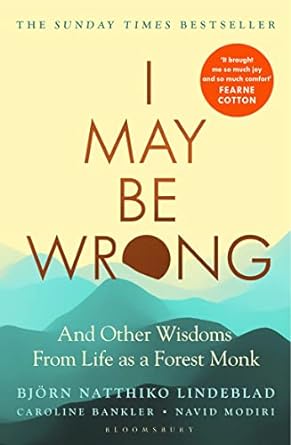 THE SUNDAY TIMES BESTSELLER
'It brought
me so much joy
and so much comfort'
FEARNE
COTTON
I
MAY
BE
WRONG
And Other Wisdoms
From Life as a Forest Monk
BJÖRN NATTHIKO LINDEBLAD
CAROLINE BANKLER • NAVID MODIRI
BLOOMSBURY